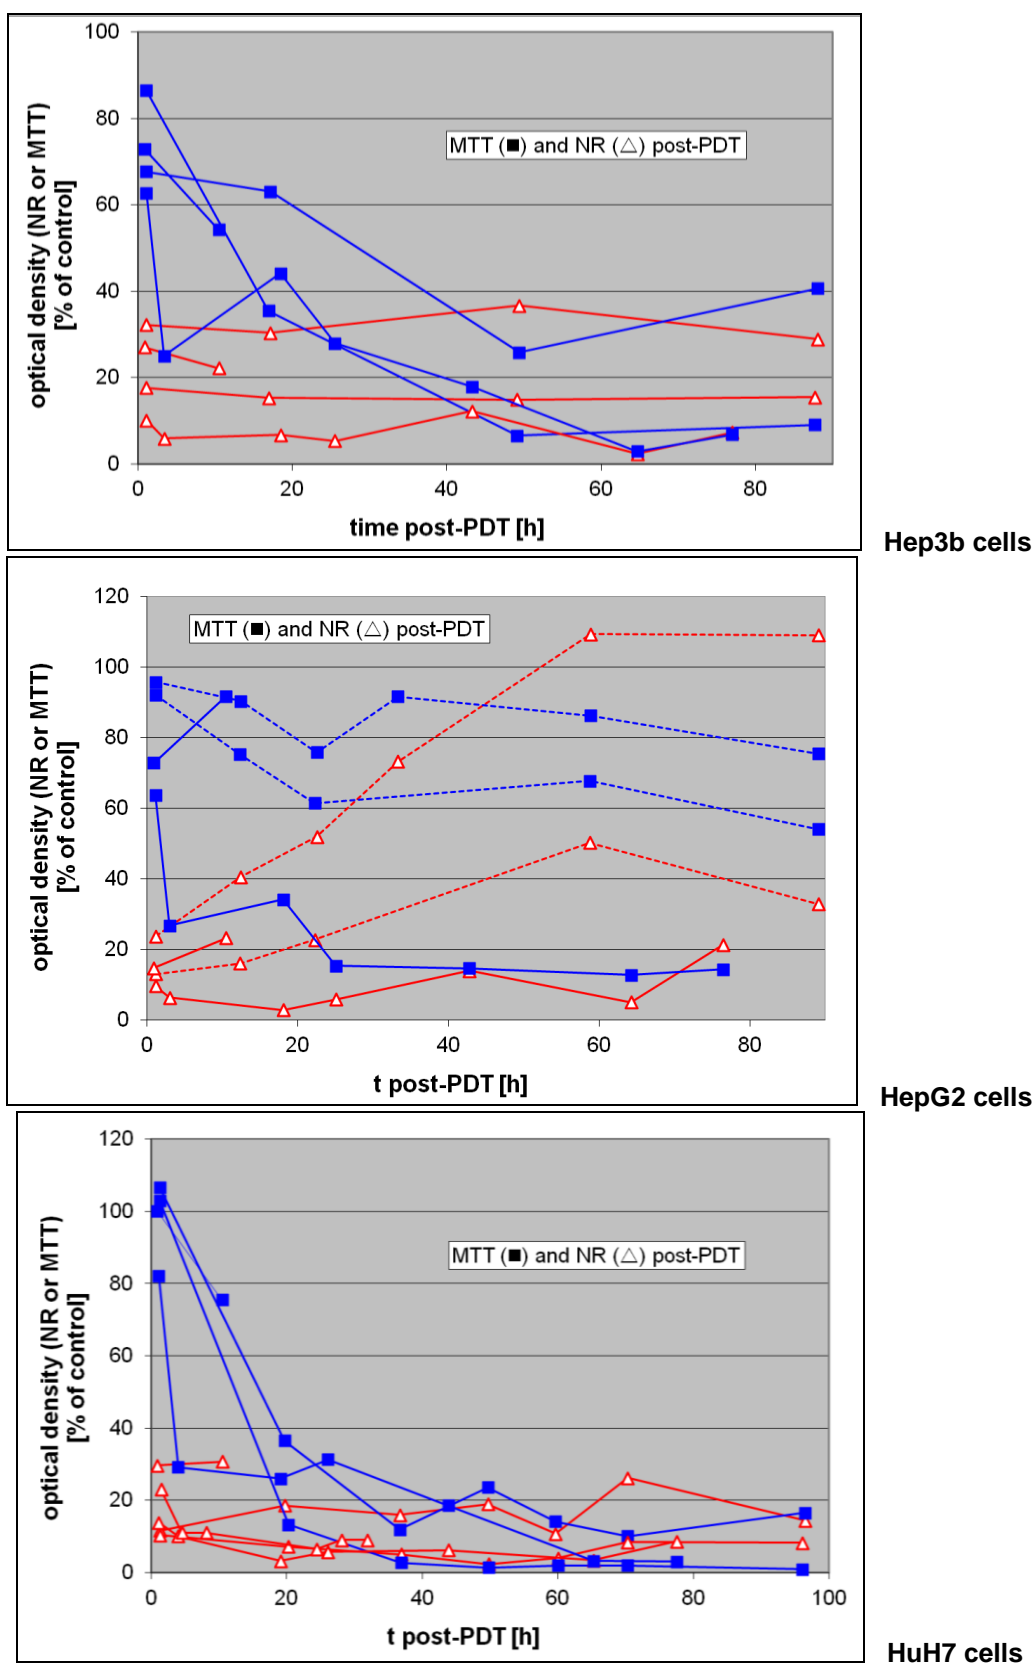 optical density (NR or MTT)
[% of control]
100
80
60
40
20
0
MTT (■) and NR (△) post-PDT
0 20 40 60 80
time post-PDT [h]
Hep3b cells
optical density (NR or MTT)
[% of control]
120
100
80
60
40
20
0
MTT (■) and NR (△) post-PDT
0 20 40 60 80
t post-PDT [h]
HepG2 cells
optical density (NR or MTT)
[% of control]
120
100
80
60
40
20
0
MTT (■) and NR (△) post-PDT
0 20 40 60 80 100
t post-PDT [h]
HuH7 cells